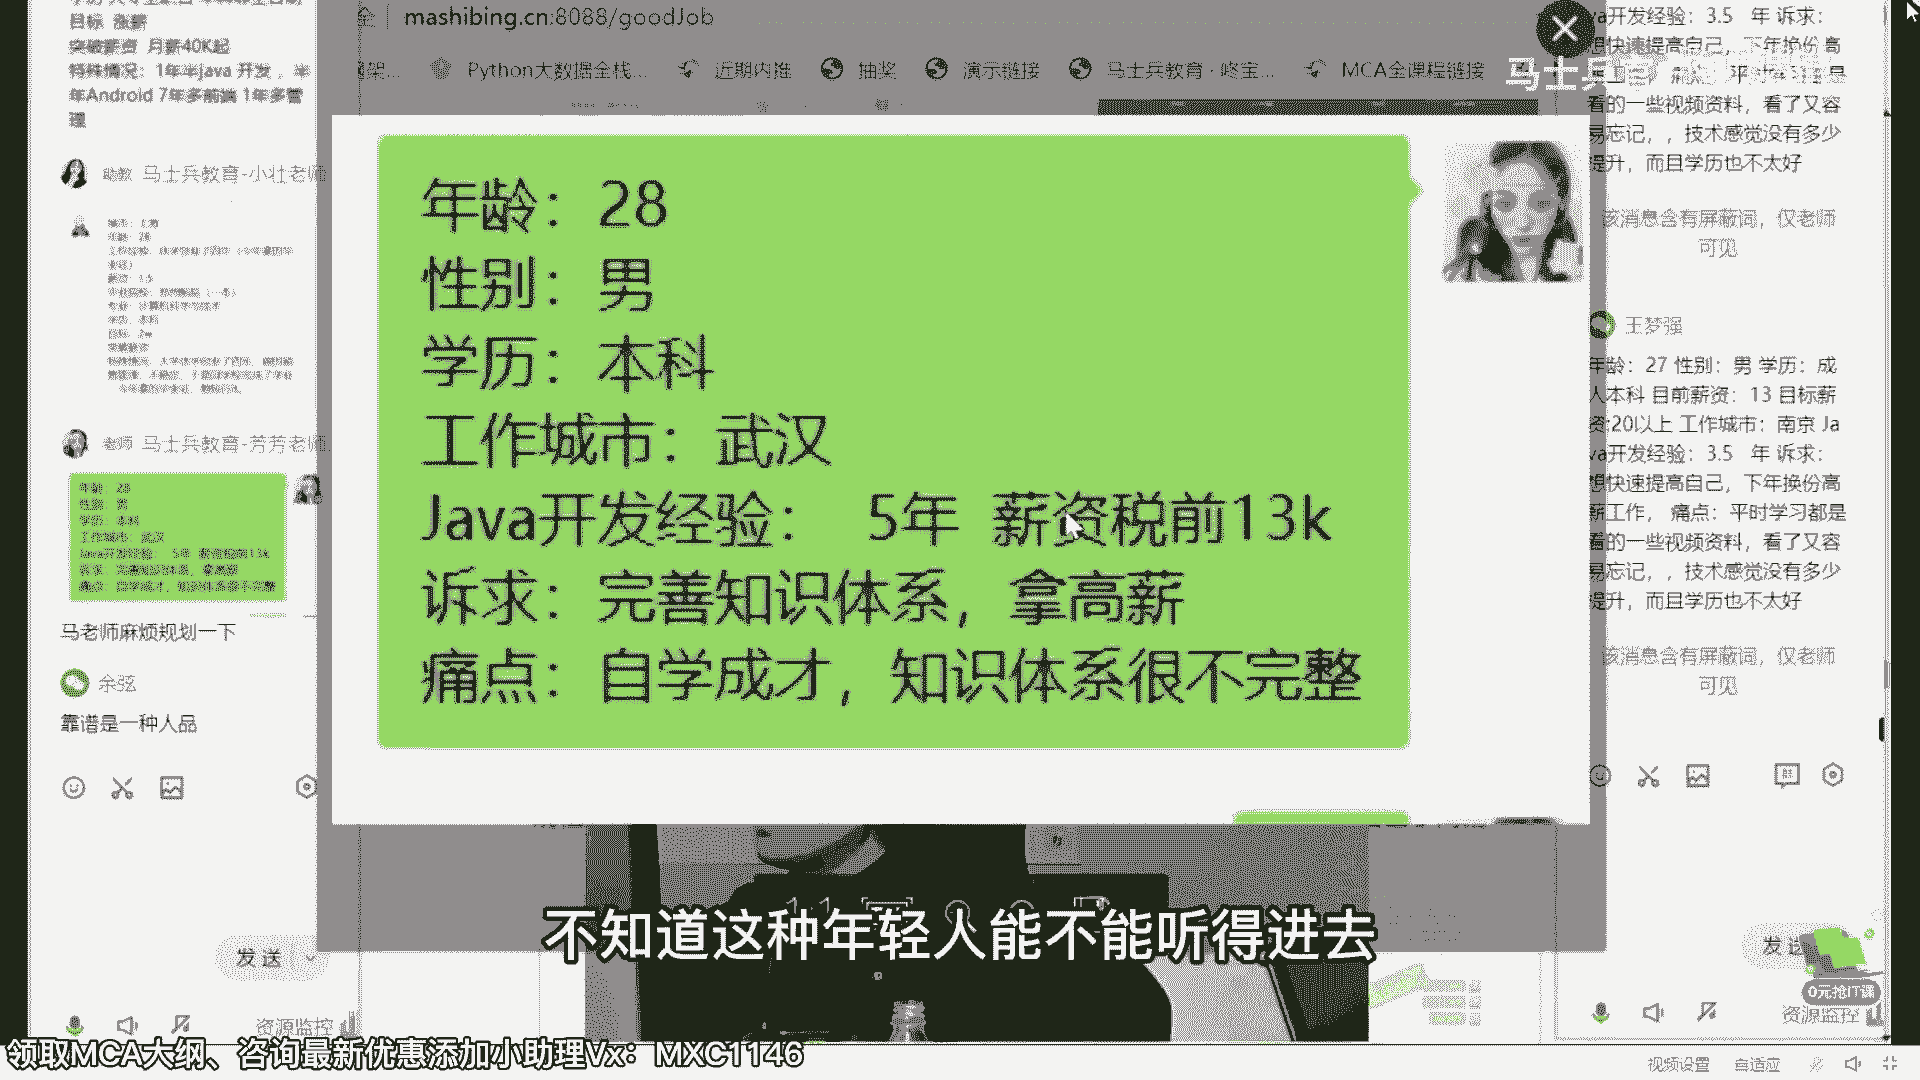 mashibing.cn:8088/goodJob
Python大数据全栈...
近期内推
抽奖
演示链接
马士兵教育 · 咚宝...
MCA全课程链接
目标 涨薪
突破薪资 月薪40K起
特殊情况：1年半java 开发 ，半
年Android 7年多前端 1年多管
理
助教 马士兵教育-小壮老师
老师 马士兵教育-芳芳老师
年龄：28
性别：男
学历：本科
工作城市：武汉
Java开发经验： 5年 薪资税前13k
诉求：完善知识体系，拿高薪
痛点：自学成才，知识体系很不完整
马老师麻烦规划一下
余弦
靠谱是一种人品
发送
资源监控
年龄：28
性别：男
学历：本科
工作城市：武汉
Java开发经验： 5年 薪资税前13k
诉求：完善知识体系，拿高薪
痛点：自学成才，知识体系很不完整
va开发经验：3.5 年 诉求：
想快速提高自己，下年换份 高
看的一些视频资料，看了又容
易忘记，，技术感觉没有多少
提升，而且学历也不太好
该消息含有屏蔽词，仅老师
可见
王梦强
年龄：27 性别：男 学历：成
人本科 目前薪资：13 目标薪
资:20以上 工作城市：南京 Ja
va开发经验：3.5 年 诉求：
想快速提高自己，下年换份高
薪工作， 痛点：平时学习都是
看的一些视频资料，看了又容
易忘记，，技术感觉没有多少
提升，而且学历也不太好
该消息含有屏蔽词，仅老师
可见
0元抢IT课
资源监控
不知道这种年轻人能不能听得进去
领取MCA大纲、咨询最新优惠添加小助理Vx：MXC1146
视频设置 自适应